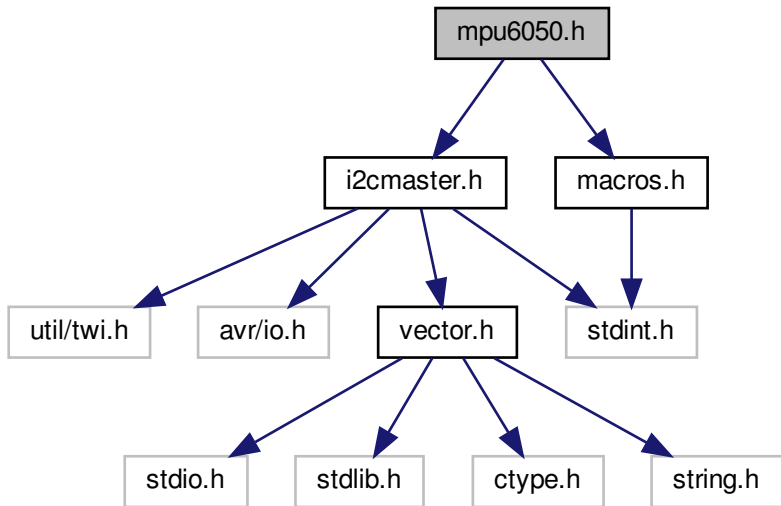 mpu6050.h
i2cmaster.h
macros.h
util/twi.h
avr/io.h
vector.h
stdint.h
stdio.h
stdlib.h
ctype.h
string.h